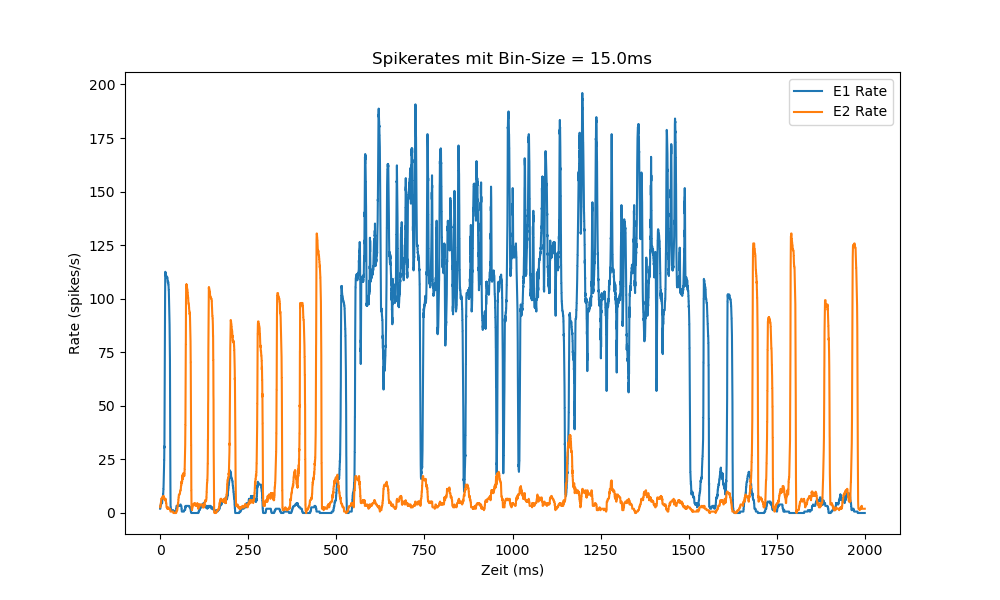 Spikerates mit Bin-Size = 15.0ms
E1 Rate
E2 Rate
200
175
150
125
100
75
50
25
0
Rate (spikes/s)
0 250 500 750 1000 1250 1500 1750 2000
Zeit (ms)